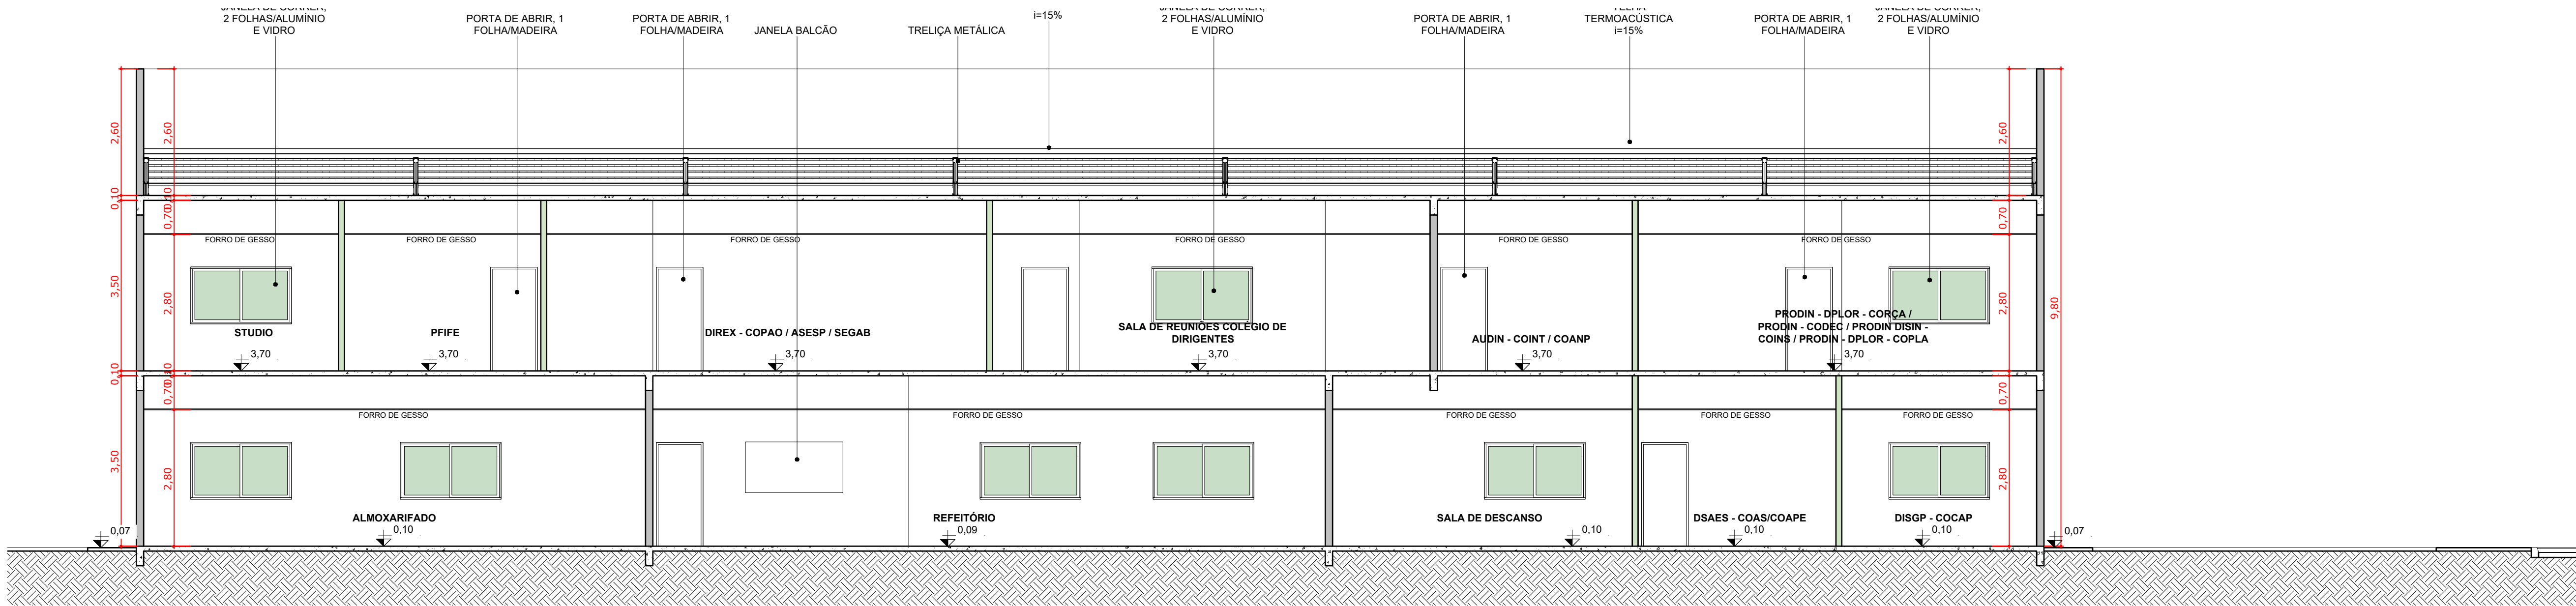 2 FOLHAS/ALUMÍNIO
E VIDRO
PORTA DE ABRIR, 1
FOLHA/MADEIRA
PORTA DE ABRIR, 1
FOLHA/MADEIRA
JANELA BALCÃO
TRELIÇA METÁLICA
i=15%
2 FOLHAS/ALUMÍNIO
E VIDRO
PORTA DE ABRIR, 1
FOLHA/MADEIRA
TERMOACÚSTICA
i=15%
PORTA DE ABRIR, 1
FOLHA/MADEIRA
2 FOLHAS/ALUMÍNIO
E VIDRO
2,60
2,60
2,60
0,10
0,10
0,70
0,70
FORRO DE GESSO
FORRO DE GESSO
FORRO DE GESSO
FORRO DE GESSO
FORRO DE GESSO
FORRO DE GESSO
3,50
2,80
2,80
9,80
STUDIO
3,70
PFIFE
3,70
DIREX - COPAO / ASESP / SEGAB
3,70
SALA DE REUNIÕES COLÉGIO DE
DIRIGENTES
3,70
AUDIN - COINT / COANP
3,70
PRODIN - DPLOR - CORÇA /
PRODIN - CODEC / PRODIN DISIN -
COINS / PRODIN - DPLOR - COPLA
3,70
0,10
0,10
0,70
0,70
FORRO DE GESSO
FORRO DE GESSO
FORRO DE GESSO
FORRO DE GESSO
FORRO DE GESSO
3,50
2,80
2,80
ALMOXARIFADO
0,10
REFEITÓRIO
0,09
SALA DE DESCANSO
0,10
DSAES - COAS/COAPE
0,10
DISGP - COCAP
0,10
0,07
0,07